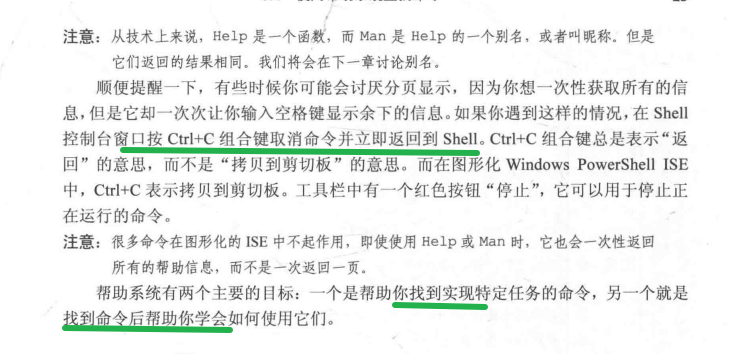 注意：从技术上来说，Help 是一个函数，而 Man 是 Help 的一个别名，或者叫昵称。但是
它们返回的结果相同。我们将会在下一章讨论别名。
顺便提醒一下，有些时候你可能会讨厌分页显示，因为你想一次性获取所有的信
息，但是它却一次次让你输入空格键显示余下的信息。如果你遇到这样的情况，在 Shell
控制台窗口按 Ctrl+C 组合键取消命令并立即返回到 Shell。Ctrl+C 组合键总是表示“返
回”的意思，而不是“拷贝到剪切板”的意思。而在图形化 Windows PowerShell ISE
中，Ctrl+C 表示拷贝到剪切板。工具栏中有一个红色按钮“停止”，它可以用于停止正
在运行的命令。
注意：很多命令在图形化的 ISE 中不起作用，即使使用 Help 或 Man 时，它也会一次性返回
所有的帮助信息，而不是一次返回一页。
帮助系统有两个主要的目标：一个是帮助你找到实现特定任务的命令，另一个就是
找到命令后帮助你学会如何使用它们。